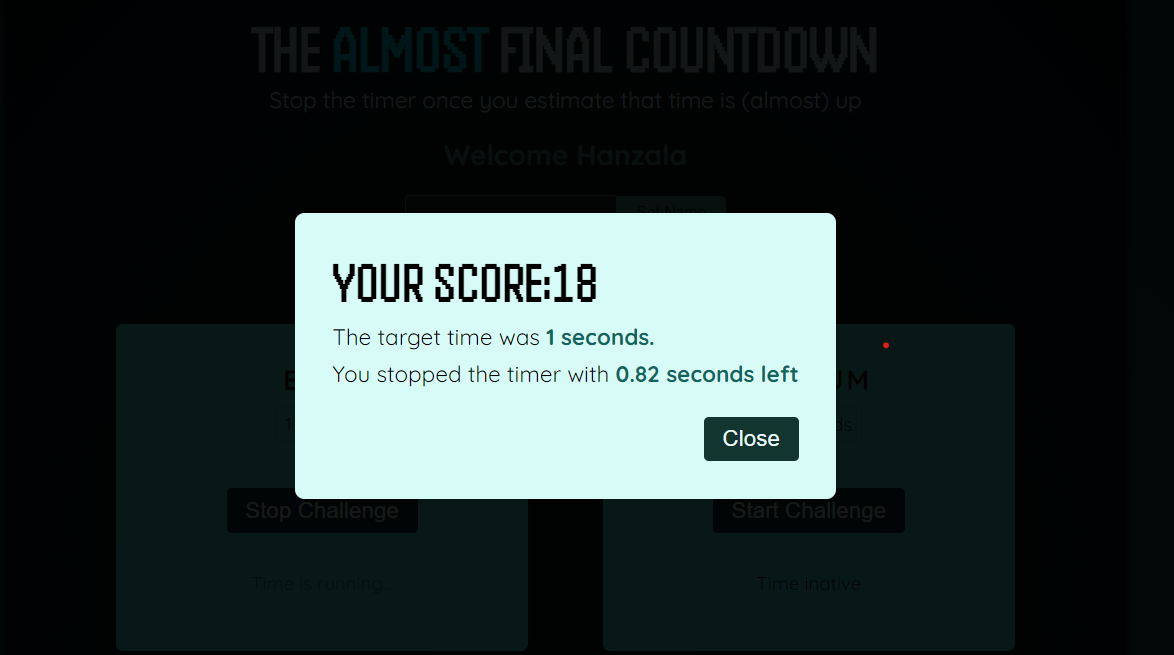 THE ALMOST FINAL COUNTDOWN
Stop the timer once you estimate that time is (almost) up
Welcome Hanzala
Set Name
YOUR SCORE:18
The target time was 1 seconds.
You stopped the timer with 0.82 seconds left
Close
E
UM
1
ds
Stop Challenge
Start Challenge
Time is running...
Time inative